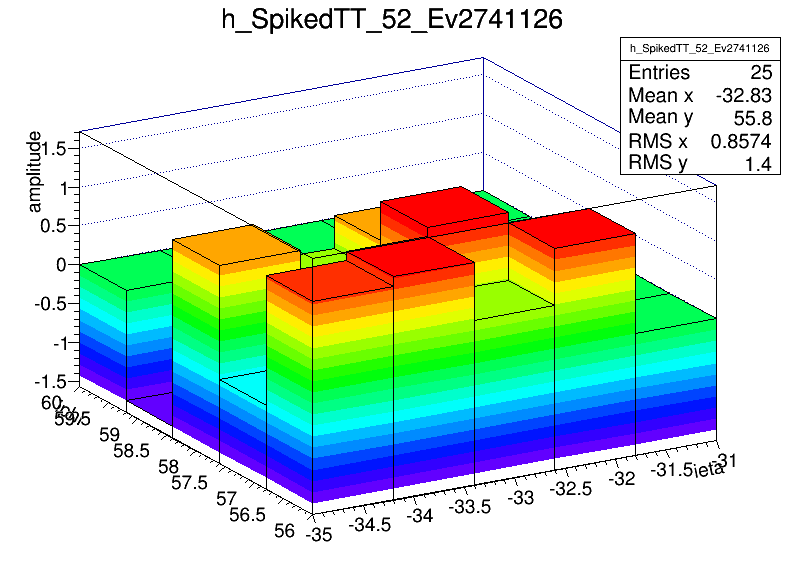 h_SpikedTT_52_Ev2741126
h_SpikedTT_52_Ev2741126
Entries 25
Mean x -32.83
Mean y 55.8
RMS x 0.8574
RMS y 1.4
amplitude
1.5
1
0.5
0
-0.5
-1
-1.5
60
59.5
59
58.5
58
57.5
57
56.5
56
-35
-34.5
-34
-33.5
-33
-32.5
-32
-31.5
-31
ieta